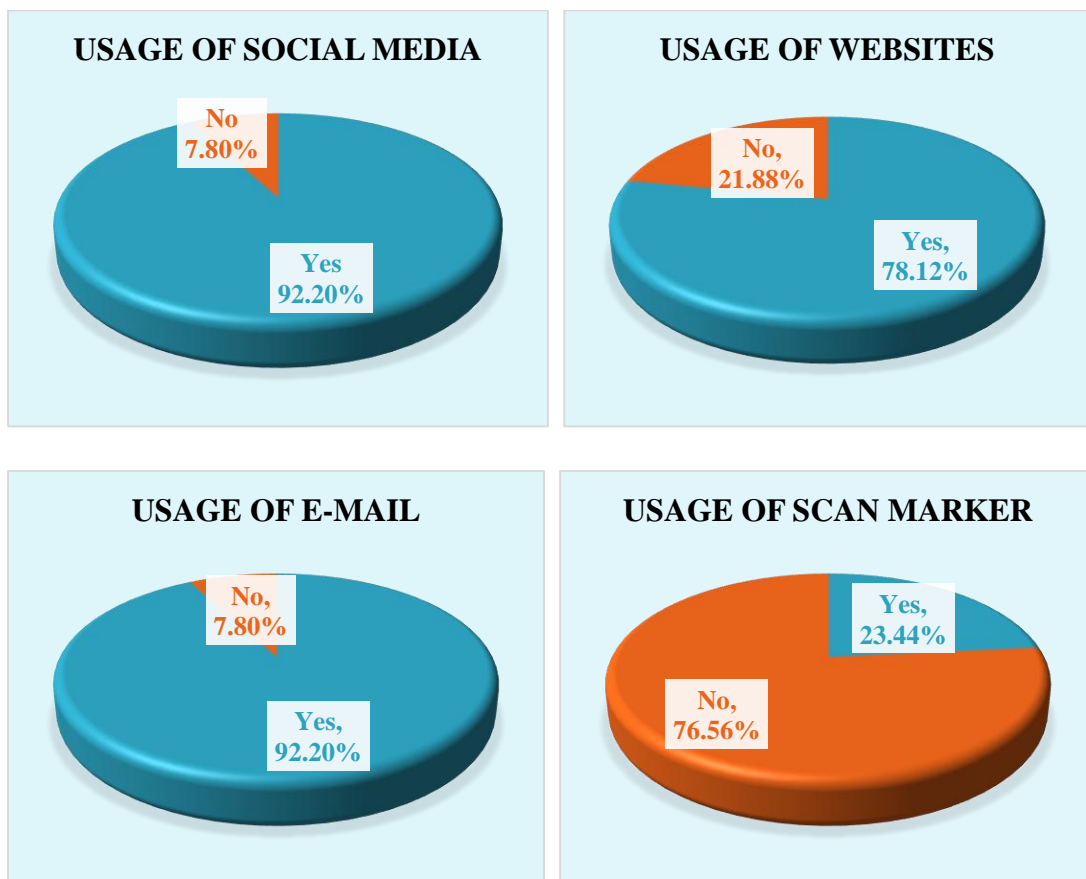 USAGE OF SOCIAL MEDIA
No
7.80%
Yes
92.20%
USAGE OF WEBSITES
No,
21.88%
Yes,
78.12%
USAGE OF E-MAIL
No,
7.80%
Yes,
92.20%
USAGE OF SCAN MARKER
Yes,
23.44%
No,
76.56%